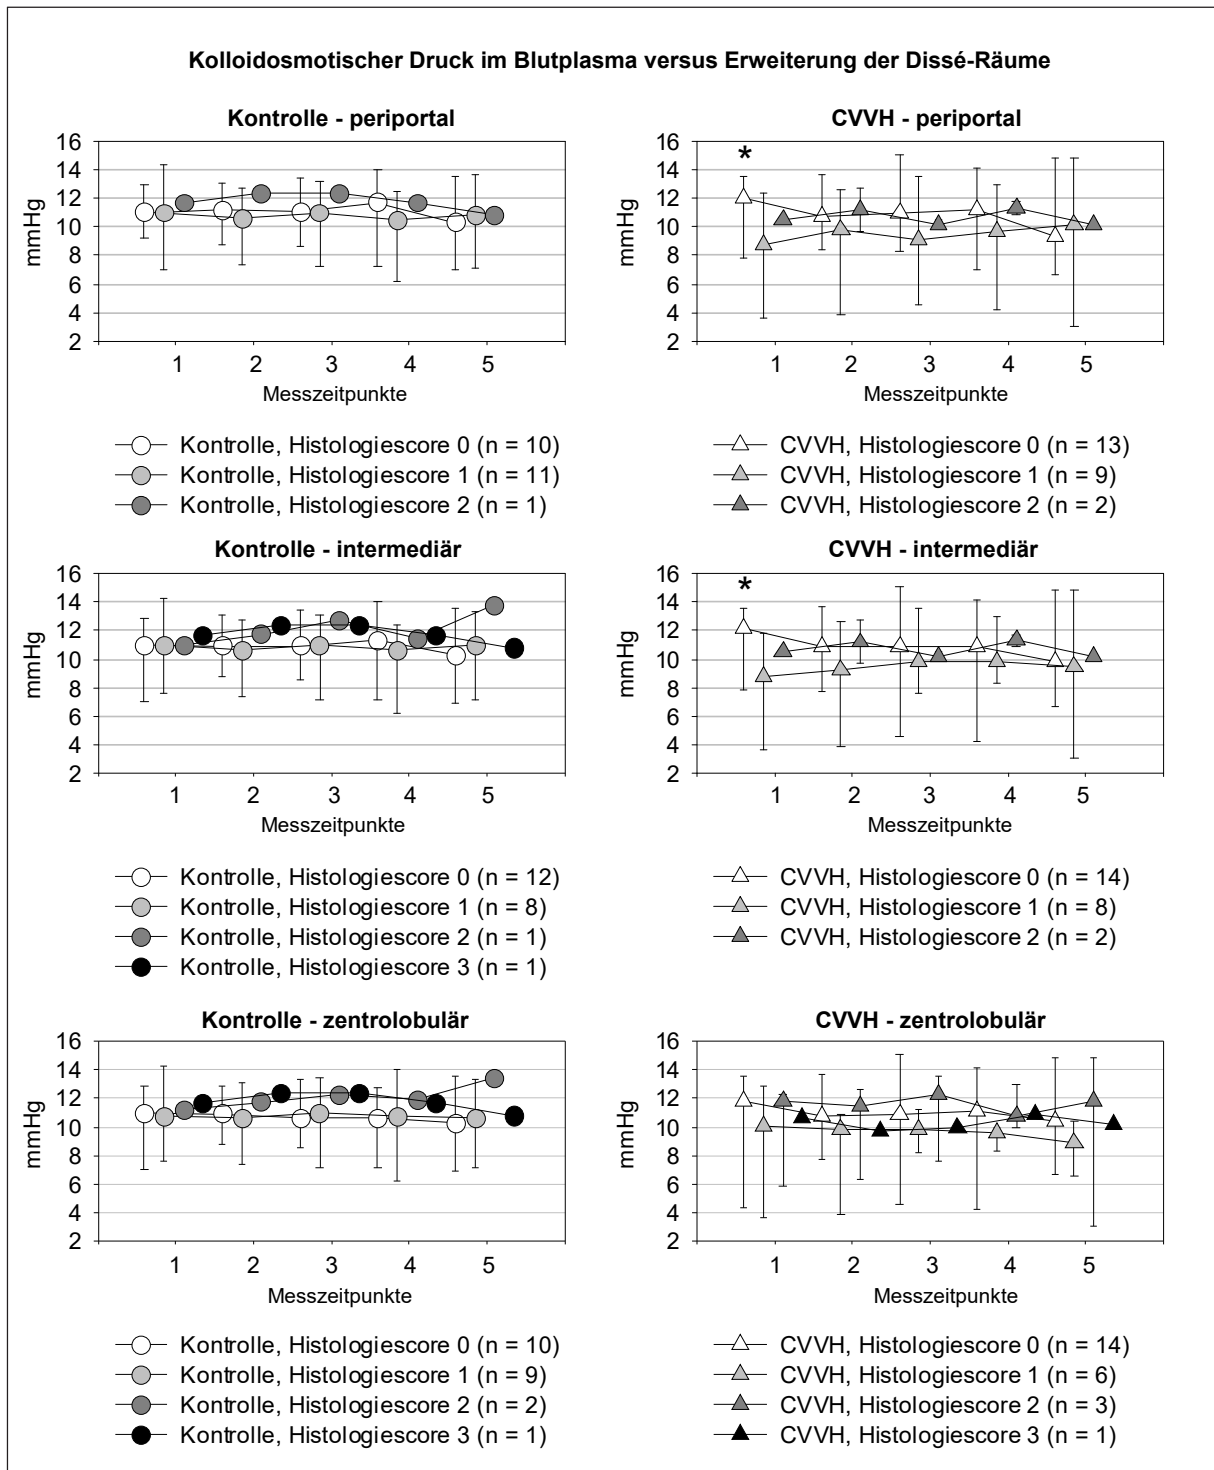 Kolloidosmotischer Druck im Blutplasma versus Erweiterung der Dissé-Räume
Kontrolle - periportal
16
14
12
10
8
6
4
2
mmHg
1 2 3 4 5
Messzeitpunkte
Kontrolle, Histologiescore 0 (n = 10)
Kontrolle, Histologiescore 1 (n = 11)
Kontrolle, Histologiescore 2 (n = 1)
CVVH - periportal
16
14
12
10
8
6
4
2
mmHg
*
1 2 3 4 5
Messzeitpunkte
CVVH, Histologiescore 0 (n = 13)
CVVH, Histologiescore 1 (n = 9)
CVVH, Histologiescore 2 (n = 2)
Kontrolle - intermediär
16
14
12
10
8
6
4
2
mmHg
1 2 3 4 5
Messzeitpunkte
Kontrolle, Histologiescore 0 (n = 12)
Kontrolle, Histologiescore 1 (n = 8)
Kontrolle, Histologiescore 2 (n = 1)
Kontrolle, Histologiescore 3 (n = 1)
CVVH - intermediär
16
14
12
10
8
6
4
2
mmHg
*
1 2 3 4 5
Messzeitpunkte
CVVH, Histologiescore 0 (n = 14)
CVVH, Histologiescore 1 (n = 8)
CVVH, Histologiescore 2 (n = 2)
Kontrolle - zentrolobulär
16
14
12
10
8
6
4
2
mmHg
1 2 3 4 5
Messzeitpunkte
Kontrolle, Histologiescore 0 (n = 10)
Kontrolle, Histologiescore 1 (n = 9)
Kontrolle, Histologiescore 2 (n = 2)
Kontrolle, Histologiescore 3 (n = 1)
CVVH - zentrolobulär
16
14
12
10
8
6
4
2
mmHg
1 2 3 4 5
Messzeitpunkte
CVVH, Histologiescore 0 (n = 14)
CVVH, Histologiescore 1 (n = 6)
CVVH, Histologiescore 2 (n = 3)
CVVH, Histologiescore 3 (n = 1)